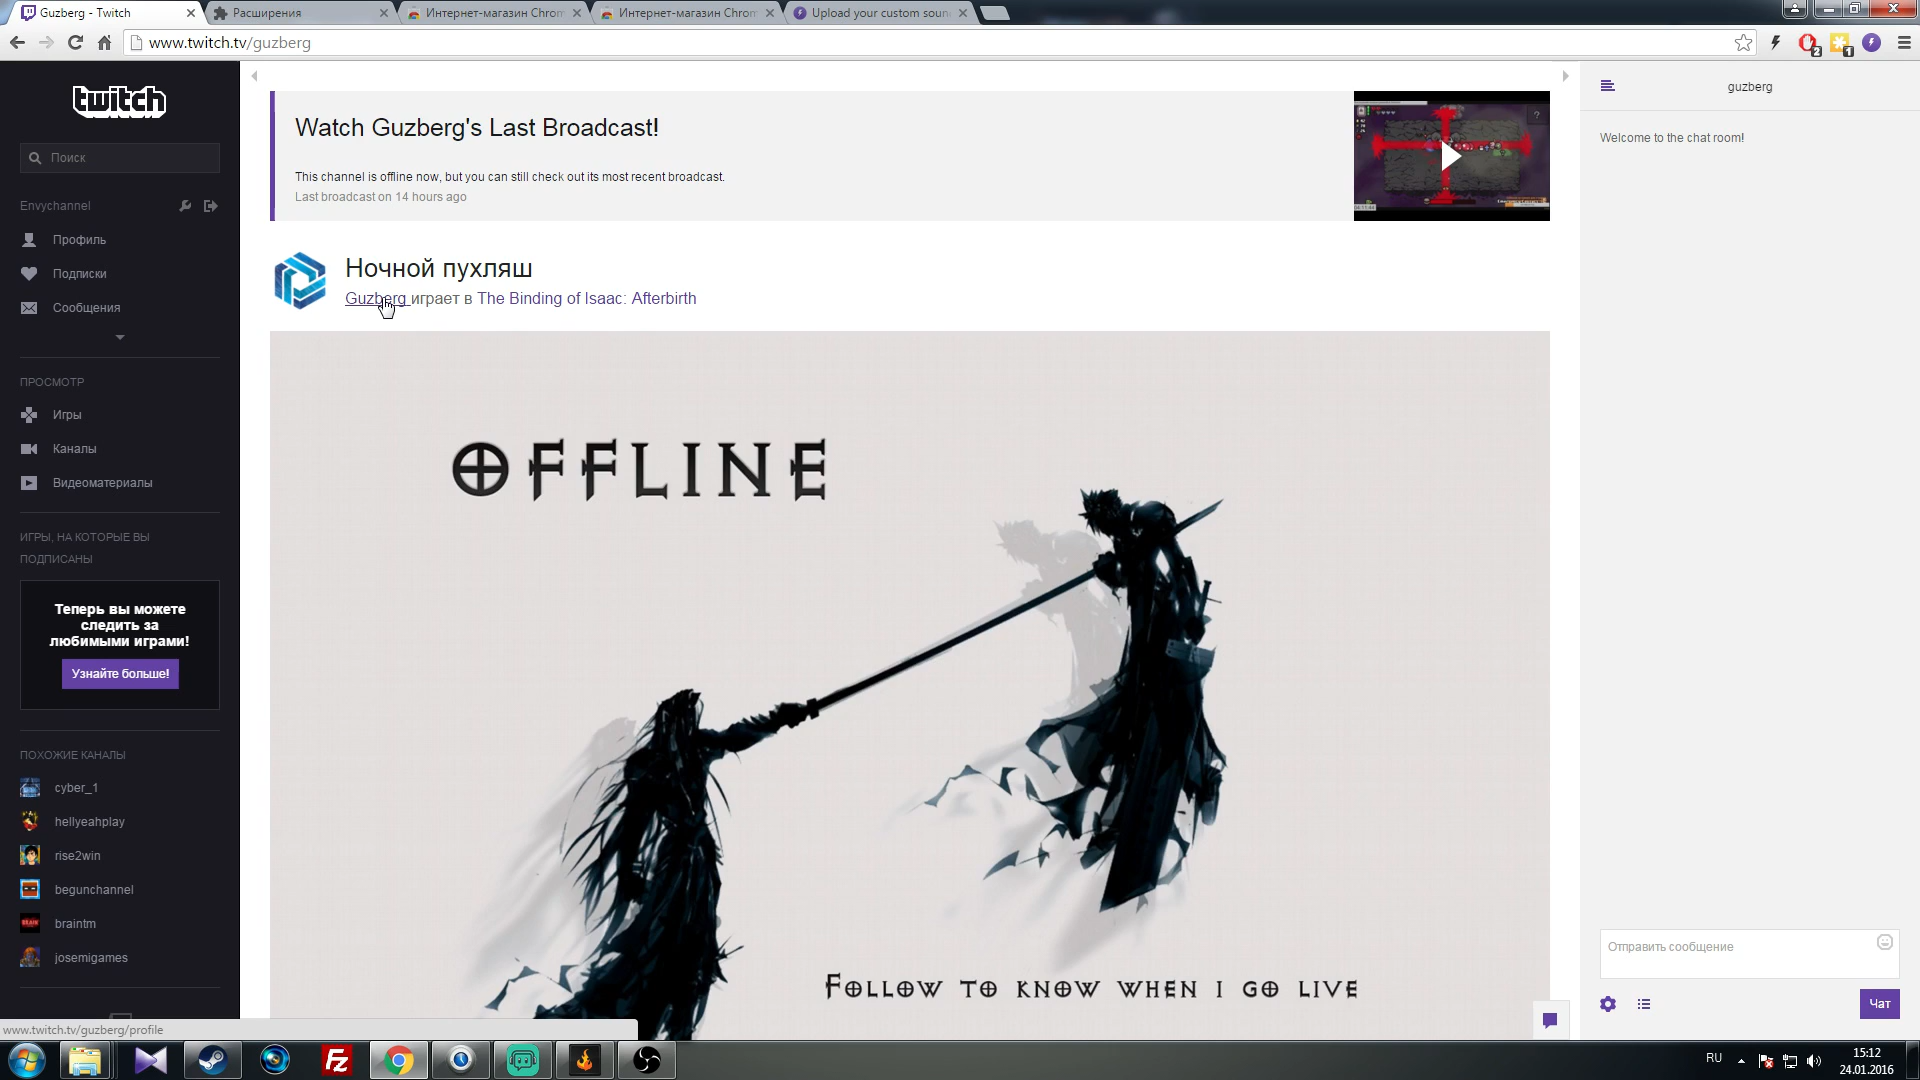 Guzberg - Twitch
Расширения
Интернет-магазин Chrom
Интернет-магазин Chrom
Upload your custom soun
www.twitch.tv/guzberg
2
1
twitch
Поиск
Envychannel
Профиль
Подписки
Сообщения
ПРОСМОТР
Игры
Каналы
Видеоматериалы
ИГРЫ, НА КОТОРЫЕ ВЫ
ПОДПИСАНЫ
Теперь вы можете
следить за
любимыми играми!
Узнайте больше!
ПОХОЖИЕ КАНАЛЫ
cyber_1
hellyeahplay
rise2win
begunchannel
braintm
josemigames
www.twitch.tv/guzberg/profile
Watch Guzberg's Last Broadcast!
This channel is offline now, but you can still check out its most recent broadcast.
Last broadcast on 14 hours ago
Ночной пухляш
Guzberg играет в The Binding of Isaac: Afterbirth
OFFLINE
FOLLOW TO KNOW WHEN I GO LIVE
guzberg
Welcome to the chat room!
Отправить сообщение
Чат
Fz
RU
15:12
24.01.2016